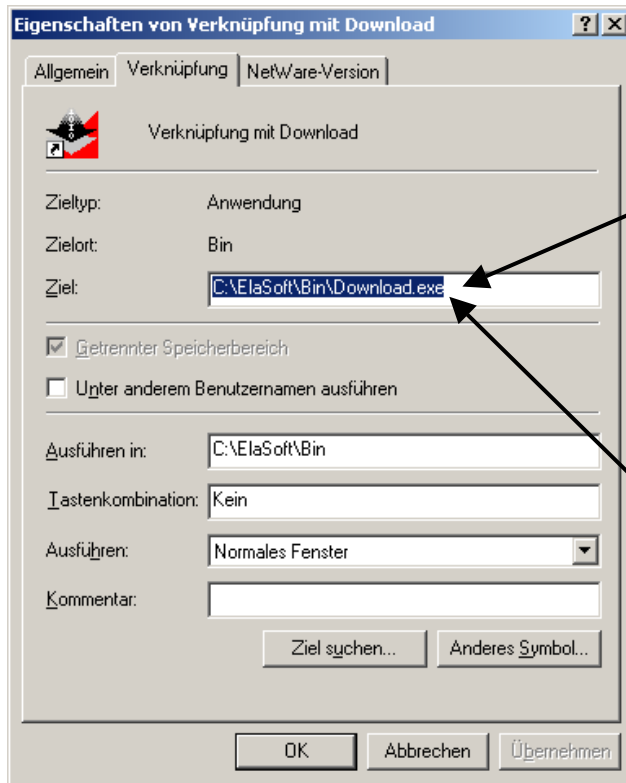 Eigenschaften von Verknüpfung mit Download
Allgemein Verknüpfung NetWare-Version
Verknüpfung mit Download
Zieltyp: Anwendung
Zielort: Bin
Ziel: C:\ElaSoft\Bin\Download.exe
Getrennter Speicherbereich
Unter anderem Benutzernamen ausführen
Ausführen in: C:\ElaSoft\Bin
Tastenkombination: Kein
Ausführen: Normales Fenster
Kommentar:
Ziel suchen... Anderes Symbol...
OK Abbrechen Übernehmen